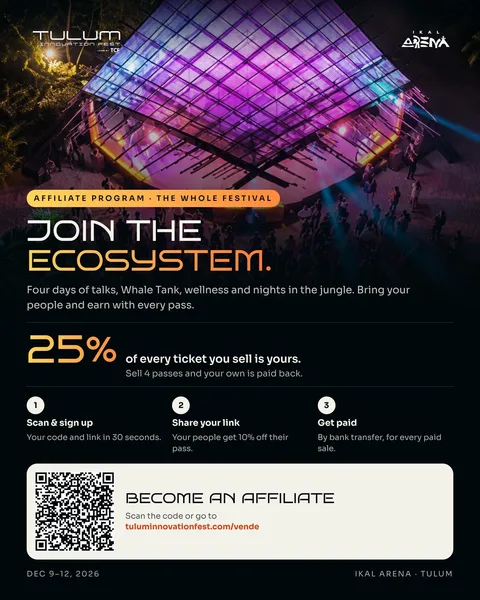 TULUM
INNOVATION FEST
IKAL
ARENA
AFFILIATE PROGRAM · THE WHOLE FESTIVAL
JOIN THE
ECOSYSTEM.
Four days of talks, Whale Tank, wellness and nights in the jungle. Bring your
people and earn with every pass.
25% of every ticket you sell is yours.
Sell 4 passes and your own is paid back.
1
Scan & sign up
Your code and link in 30 seconds.
2
Share your link
Your people get 10% off their
pass.
3
Get paid
By bank transfer, for every paid
sale.
BECOME AN AFFILIATE
Scan the code or go to
tuluminnovationfest.com/vende
DEC 9–12, 2026
IKAL ARENA · TULUM